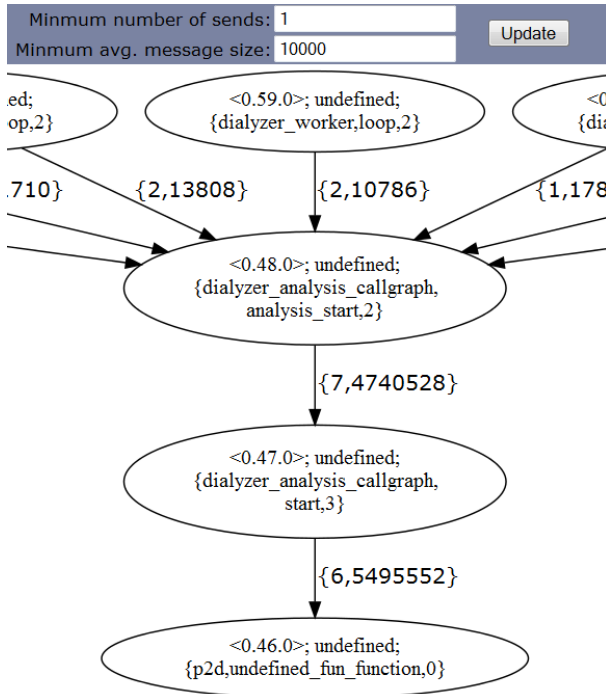 Minmum number of sends: 1
Minmum avg. message size: 10000
Update
<0.59.0>; undefined;
{dialyzer_worker,loop,2}
{2,13808}
{2,10786}
<0.48.0>; undefined;
{dialyzer_analysis_callgraph,
analysis_start,2}
{7,4740528}
<0.47.0>; undefined;
{dialyzer_analysis_callgraph,
start,3}
{6,5495552}
<0.46.0>; undefined;
{p2d,undefined_fun_function,0}